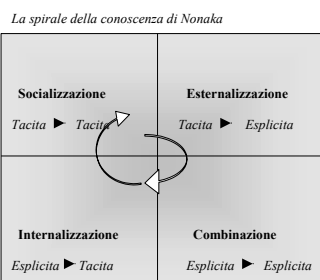 La spirale della conoscenza di Nonaka
Socializzazione
Tacita Tacita
Esternalizzazione
Tacita Esplicita
Internalizzazione
Esplicita Tacita
Combinazione
Esplicita Esplicita